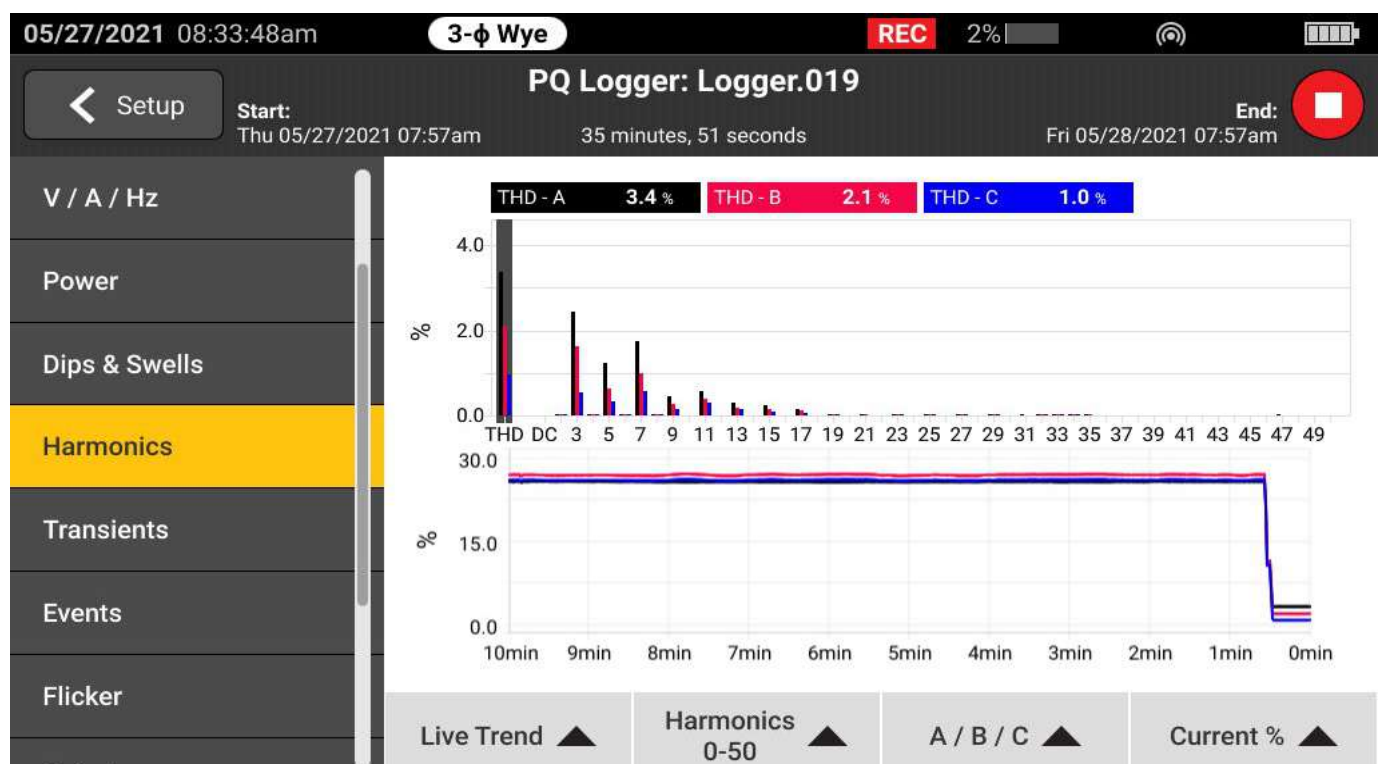 05/27/2021 08:33:48am 3-ϕ Wye REC 2%
PQ Logger: Logger.019
Setup
Start:
Thu 05/27/2021 07:57am
35 minutes, 51 seconds
End:
Fri 05/28/2021 07:57am
V / A / Hz
Power
Dips & Swells
Harmonics
Transients
Events
Flicker
THD - A 3.4 % THD - B 2.1 % THD - C 1.0 %
4.0
2.0
0.0
%
THD DC 3 5 7 9 11 13 15 17 19 21 23 25 27 29 31 33 35 37 39 41 43 45 47 49
30.0
15.0
0.0
%
10min 9min 8min 7min 6min 5min 4min 3min 2min 1min 0min
Live Trend
Harmonics
0-50
A / B / C
Current %